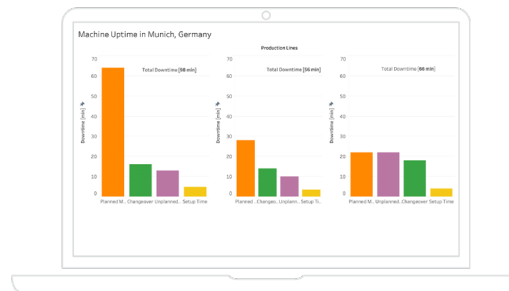 Machine Uptime in Munich, Germany
Production Lines
70 60 50 40 30 20 10 0
Downtime [min] %
Total Downtime [98 min]
Planned M.. Changeover Unplanned.. Setup Time
70 60 50 40 30 20 10 0
Downtime [min] %
Total Downtime [56 min]
Planned .. Changeo.. Unplann.. Setup Ti..
70 60 50 40 30 20 10 0
Downtime [min] %
Total Downtime [66 min]
Planned M.. Unplanned.. Changeover Setup Time